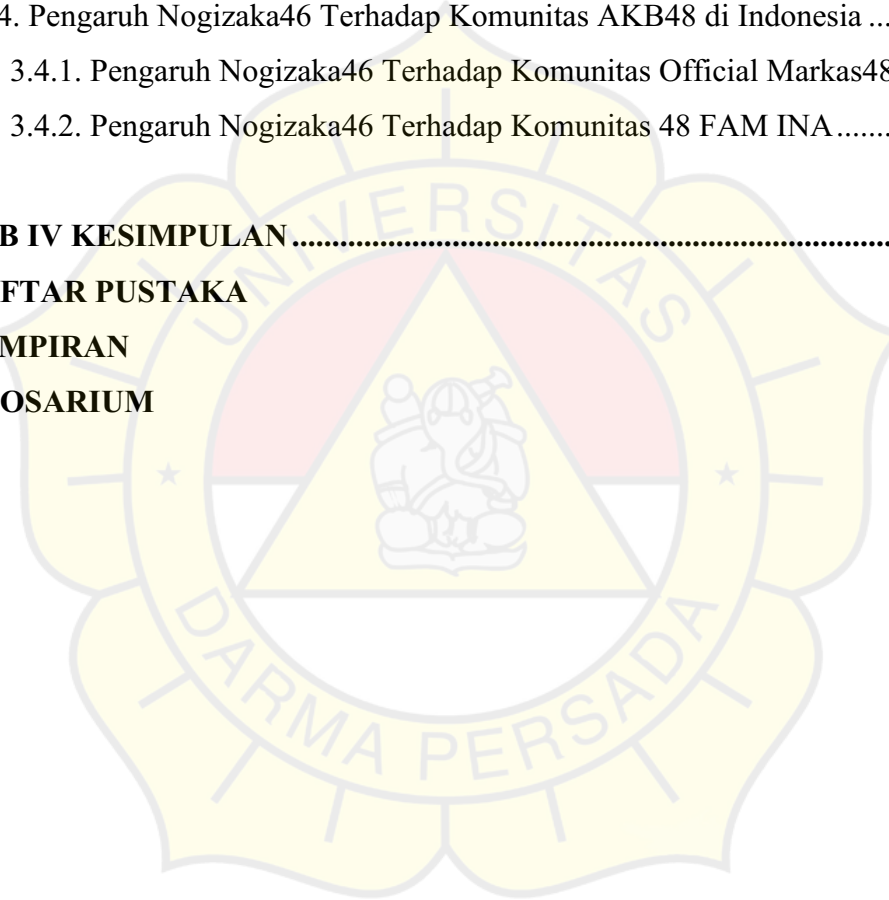 4. Pengaruh Nogizaka46 Terhadap Komunitas AKB48 di Indonesia ...
3.4.1. Pengaruh Nogizaka46 Terhadap Komunitas Official Markas48
3.4.2. Pengaruh Nogizaka46 Terhadap Komunitas 48 FAM INA.......
B IV KESIMPULAN..........................................................................
FTAR PUSTAKA
MPIRAN
OSARIUM
UNIVERSITAS
DARMA PERSADA